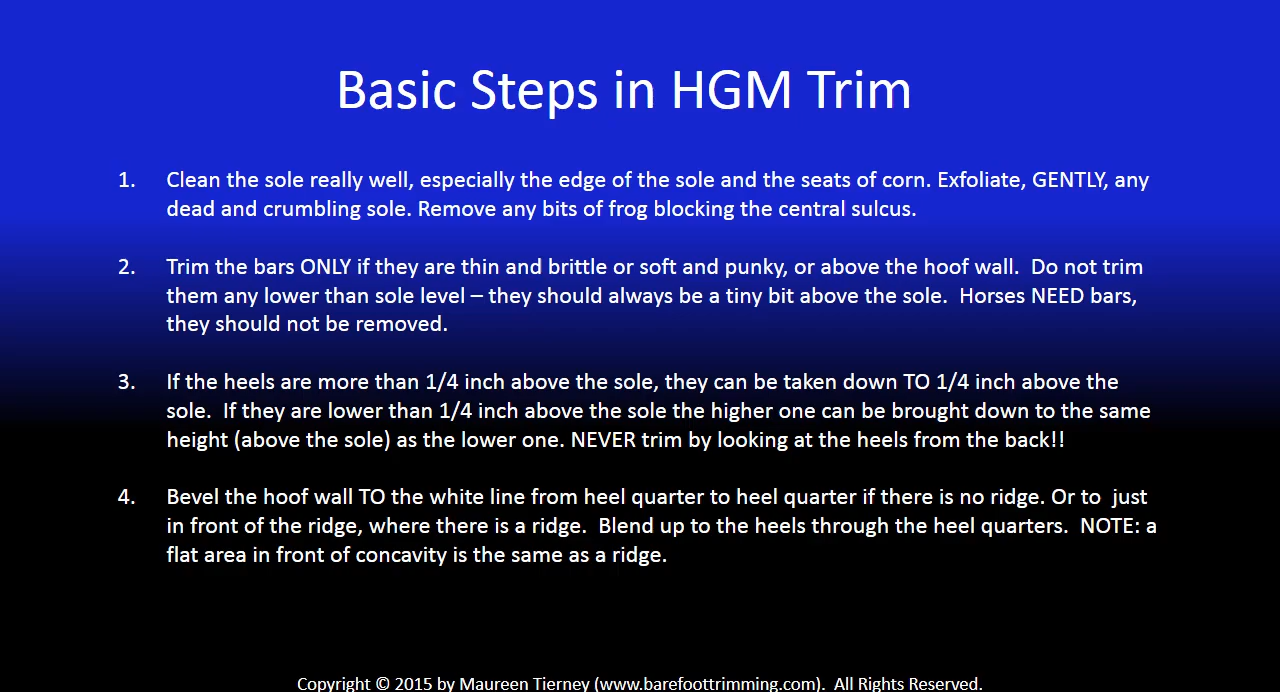 Basic Steps in HGM Trim
1. Clean the sole really well, especially the edge of the sole and the seats of corn. Exfoliate, GENTLY, any
dead and crumbling sole. Remove any bits of frog blocking the central sulcus.
2. Trim the bars ONLY if they are thin and brittle or soft and punky, or above the hoof wall.  Do not trim
them any lower than sole level – they should always be a tiny bit above the sole.  Horses NEED bars,
they should not be removed.
3. If the heels are more than 1/4 inch above the sole, they can be taken down TO 1/4 inch above the
sole.  If they are lower than 1/4 inch above the sole the higher one can be brought down to the same
height (above the sole) as the lower one. NEVER trim by looking at the heels from the back!!
4. Bevel the hoof wall TO the white line from heel quarter to heel quarter if there is no ridge. Or to  just
in front of the ridge, where there is a ridge.  Blend up to the heels through the heel quarters.  NOTE: a
flat area in front of concavity is the same as a ridge.
Copyright © 2015 by Maureen Tierney (www.barefoottrimming.com).  All Rights Reserved.